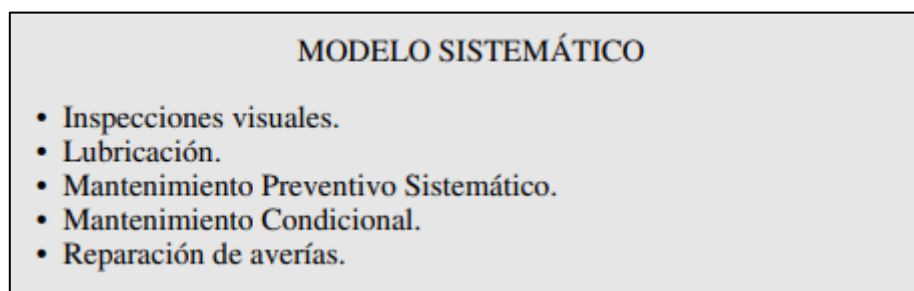 MODELO SISTEMÁTICO
• Inspecciones visuales.
• Lubricación.
• Mantenimiento Preventivo Sistemático.
• Mantenimiento Condicional.
• Reparación de averías.